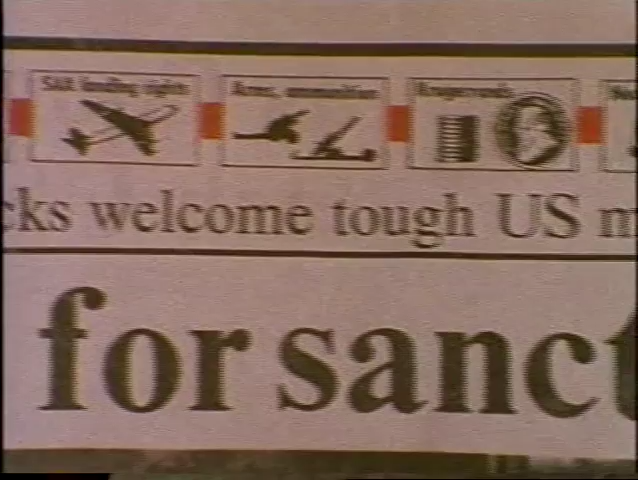 SAA landing rights Arms, ammunition Krugerrands
cks welcome tough US m
for sanct